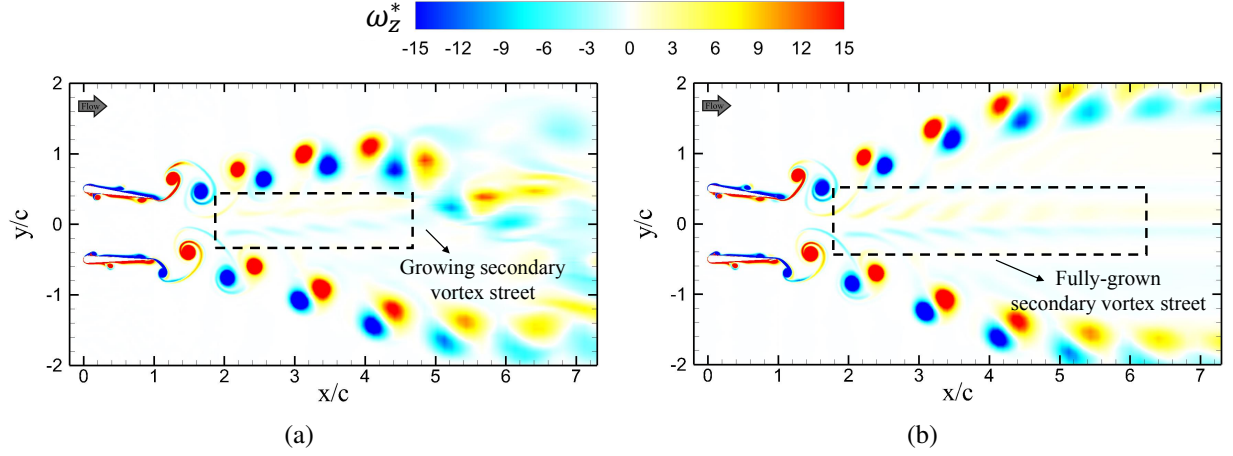 ω*z
-15 -12 -9 -6 -3 0 3 6 9 12 15
Flow
2
1
0
-1
-2
y/c
0 1 2 3 4 5 6 7
x/c
Growing secondary
vortex street
(a)
Flow
2
1
0
-1
-2
y/c
0 1 2 3 4 5 6 7
x/c
Fully-grown
secondary vortex street
(b)